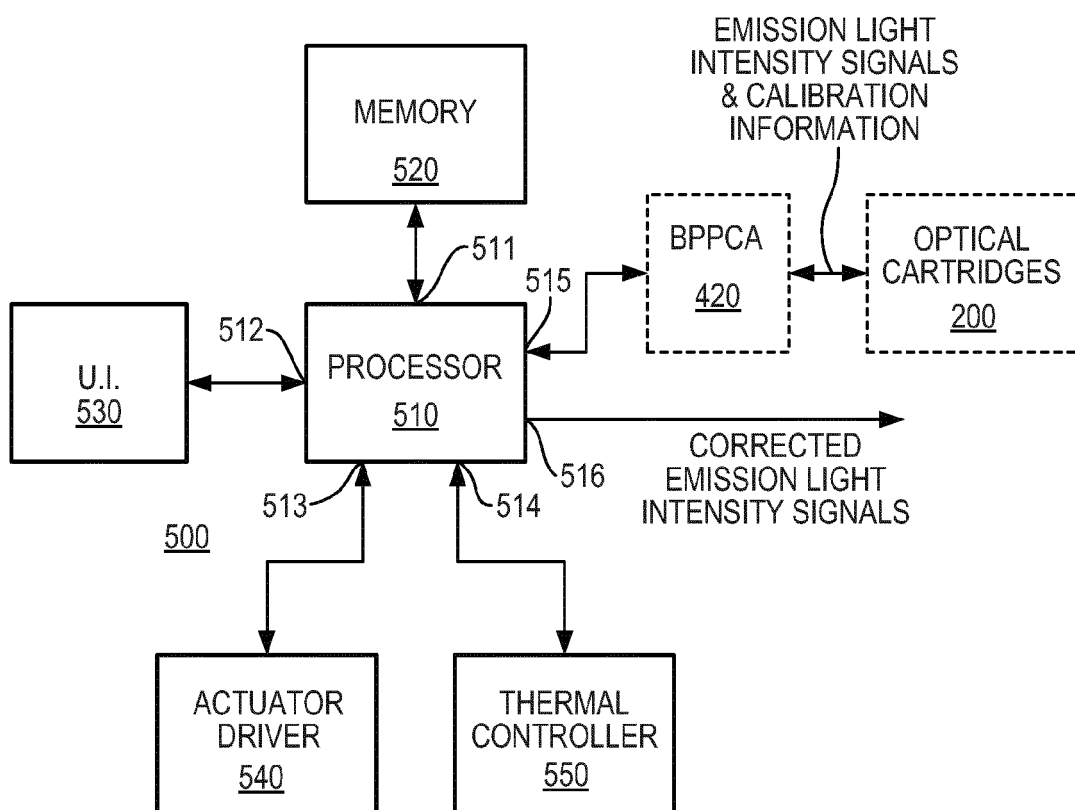 EMISSION LIGHT
INTENSITY SIGNALS
& CALIBRATION
INFORMATION
MEMORY
520
511
BPPCA
420
OPTICAL
CARTRIDGES
200
515
512
U.I.
530
PROCESSOR
510
516
CORRECTED
EMISSION LIGHT
INTENSITY SIGNALS
513
514
500
ACTUATOR
DRIVER
540
THERMAL
CONTROLLER
550